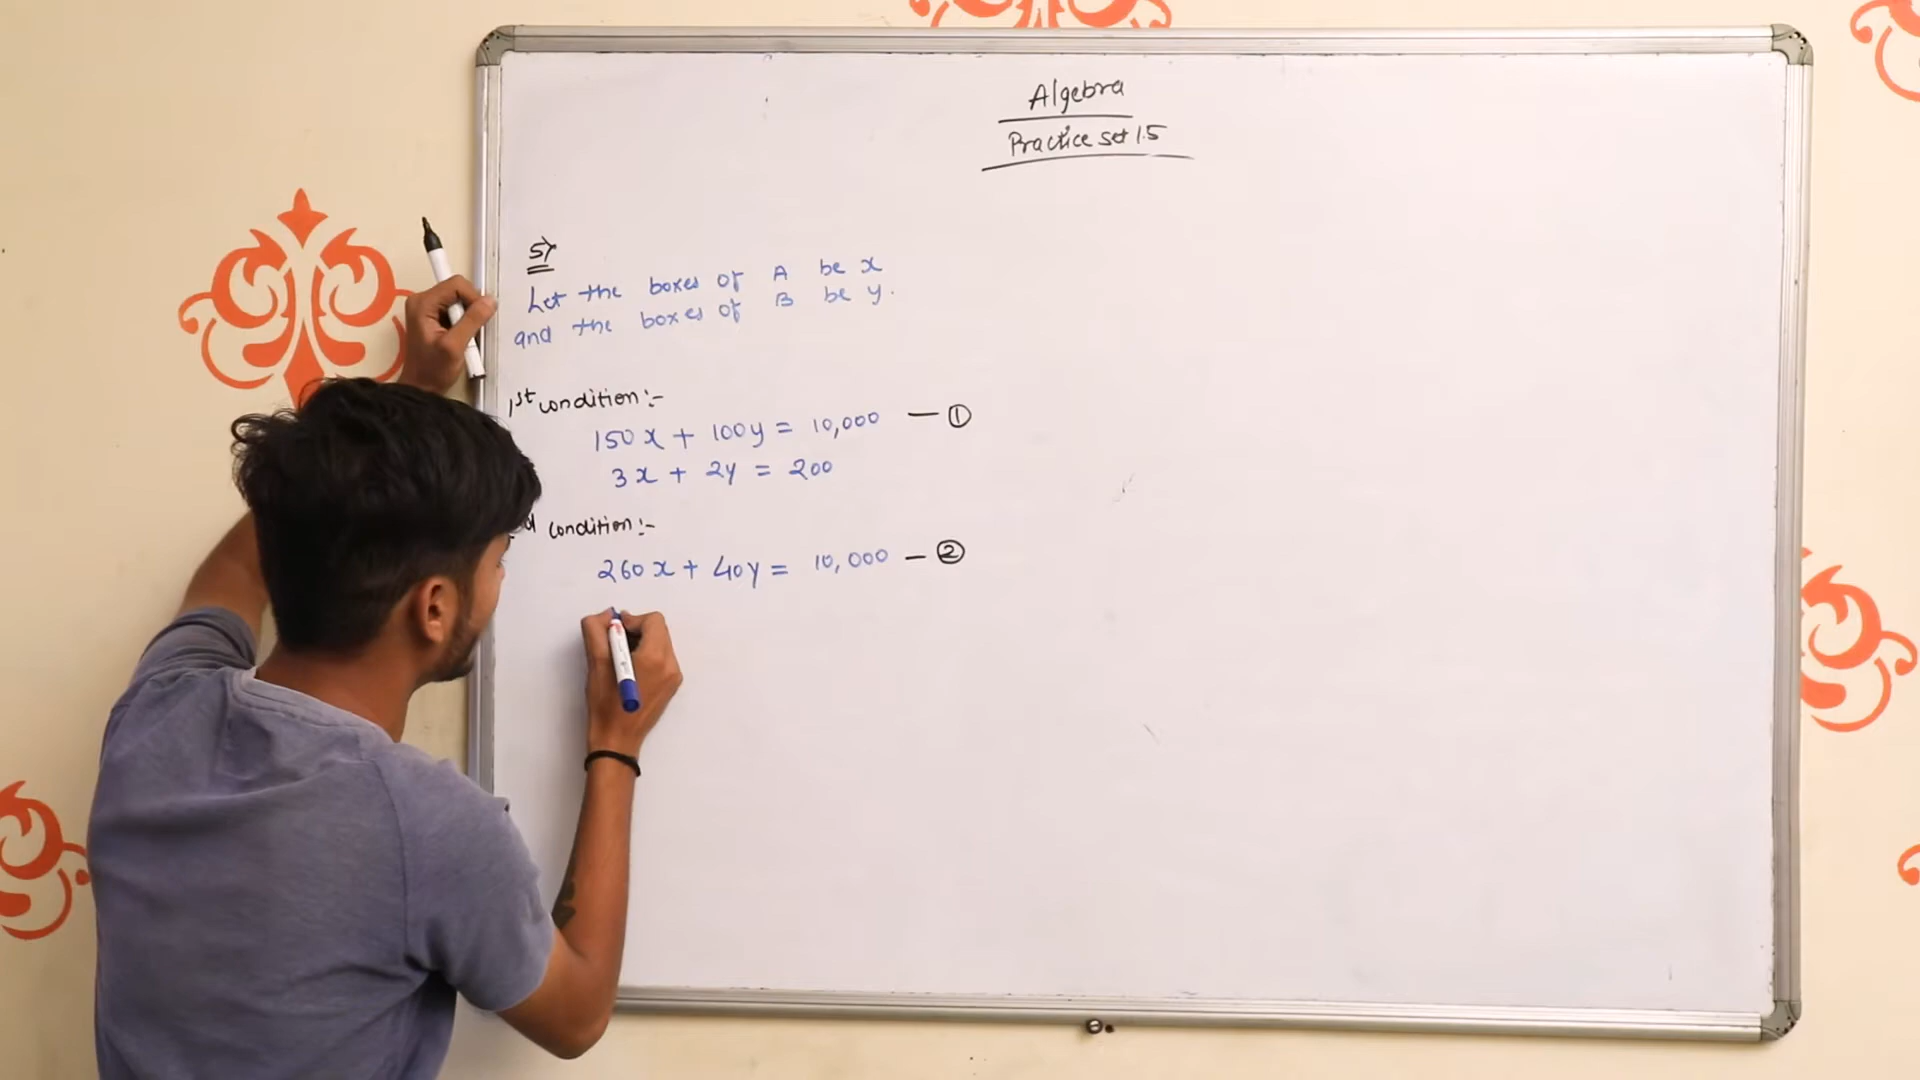 Algebra
Practice Set 1.5
5)
Let the boxes of A be x
and the boxes of B be y.
1st condition :-
150x + 100y = 10,000 — ①
3x + 2y = 200
condition :-
260x + 40y = 10,000 — ②